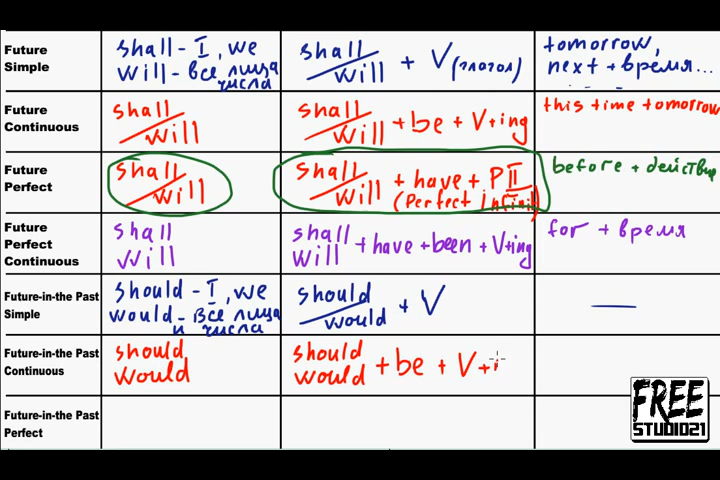 Future
Simple
shall - I, we
will - все лица
и числа
shall
will + V (глагол)
tomorrow,
next + время...
Future
Continuous
shall
will
shall
will + be + V+ing
this time tomorrow
Future
Perfect
shall
will
shall
will + have + PII
(Perfect Infinit)
before + действие
Future
Perfect
Continuous
shall
will
shall
will + have + been + V+ing
for + время
Future-in-the Past
Simple
should - I, we
would - все лица
и числа
should
would + V
Future-in-the Past
Continuous
should
would
should
would + be + V+i
Future-in-the Past
Perfect
FREE
STUDIO21